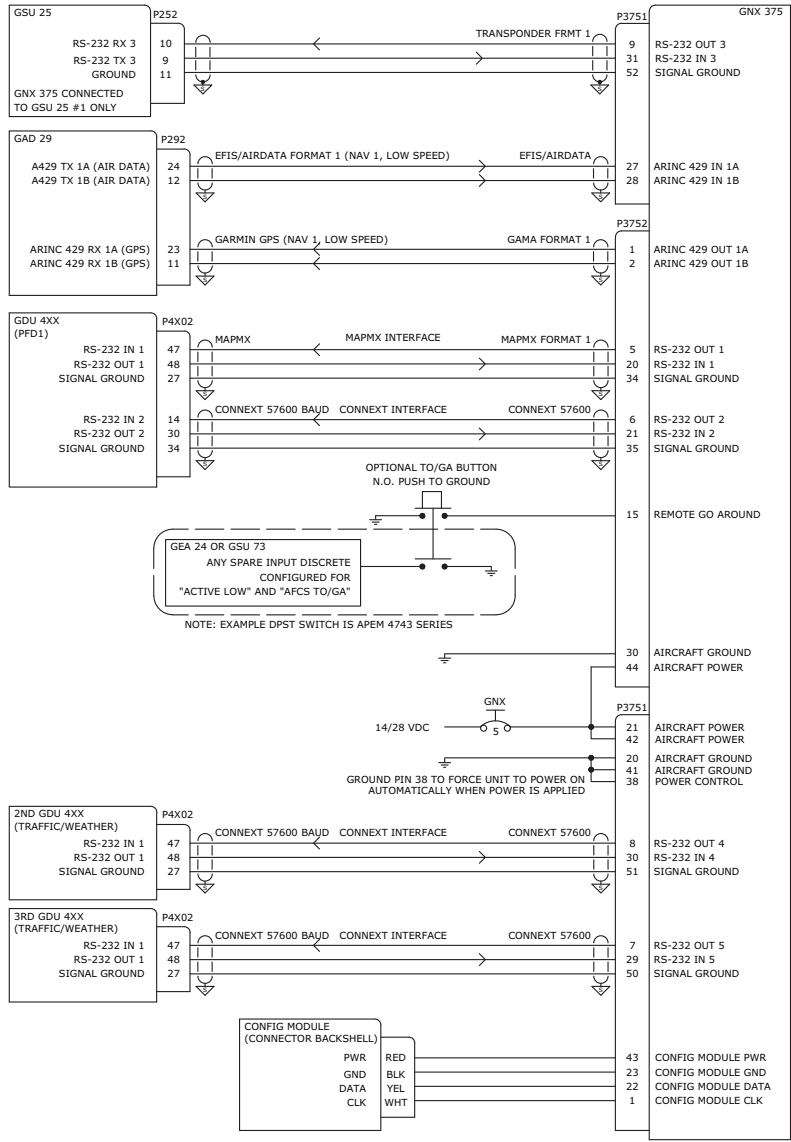 GSU 25 P252 P3751 GNX 375
TRANSPONDER FRMT 1
RS-232 RX 3 10 9 RS-232 OUT 3
RS-232 TX 3 9 31 RS-232 IN 3
GROUND 11 52 SIGNAL GROUND
S S
GNX 375 CONNECTED
TO GSU 25 #1 ONLY
GAD 29 P292
EFIS/AIRDATA FORMAT 1 (NAV 1, LOW SPEED) EFIS/AIRDATA
A429 TX 1A (AIR DATA) 24 27 ARINC 429 IN 1A
A429 TX 1B (AIR DATA) 12 28 ARINC 429 IN 1B
S S
P3752
GARMIN GPS (NAV 1, LOW SPEED) GAMA FORMAT 1
ARINC 429 RX 1A (GPS) 23 1 ARINC 429 OUT 1A
ARINC 429 RX 1B (GPS) 11 2 ARINC 429 OUT 1B
S S
GDU 4XX P4X02
(PFD1)
MAPMX MAPMX INTERFACE MAPMX FORMAT 1
RS-232 IN 1 47 5 RS-232 OUT 1
RS-232 OUT 1 48 20 RS-232 IN 1
SIGNAL GROUND 27 34 SIGNAL GROUND
S S
CONNEXT 57600 BAUD CONNEXT INTERFACE CONNEXT 57600
RS-232 IN 2 14 6 RS-232 OUT 2
RS-232 OUT 2 30 21 RS-232 IN 2
SIGNAL GROUND 34 35 SIGNAL GROUND
S S
OPTIONAL TO/GA BUTTON
N.O. PUSH TO GROUND
15 REMOTE GO AROUND
GEA 24 OR GSU 73
ANY SPARE INPUT DISCRETE
CONFIGURED FOR
"ACTIVE LOW" AND "AFCS TO/GA"
NOTE: EXAMPLE DPST SWITCH IS APEM 4743 SERIES
30 AIRCRAFT GROUND
44 AIRCRAFT POWER
GNX P3751
14/28 VDC 5 21 AIRCRAFT POWER
42 AIRCRAFT POWER
20 AIRCRAFT GROUND
41 AIRCRAFT GROUND
38 POWER CONTROL
GROUND PIN 38 TO FORCE UNIT TO POWER ON
AUTOMATICALLY WHEN POWER IS APPLIED
2ND GDU 4XX P4X02
(TRAFFIC/WEATHER)
CONNEXT 57600 BAUD CONNEXT INTERFACE CONNEXT 57600
RS-232 IN 1 47 8 RS-232 OUT 4
RS-232 OUT 1 48 30 RS-232 IN 4
SIGNAL GROUND 27 51 SIGNAL GROUND
S S
3RD GDU 4XX P4X02
(TRAFFIC/WEATHER)
CONNEXT 57600 BAUD CONNEXT INTERFACE CONNEXT 57600
RS-232 IN 1 47 7 RS-232 OUT 5
RS-232 OUT 1 48 29 RS-232 IN 5
SIGNAL GROUND 27 50 SIGNAL GROUND
S S
CONFIG MODULE
(CONNECTOR BACKSHELL)
PWR RED 43 CONFIG MODULE PWR
GND BLK 23 CONFIG MODULE GND
DATA YEL 22 CONFIG MODULE DATA
CLK WHT 1 CONFIG MODULE CLK